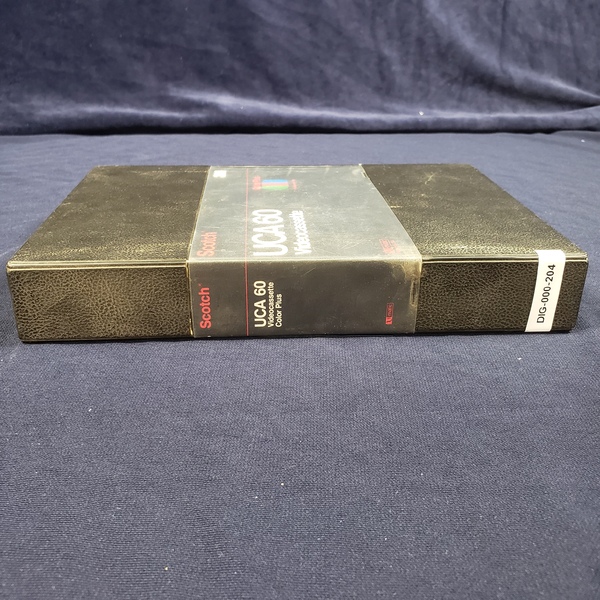 Scotch
UCA 60
Videocassette
Scotch
UCA 60
Videocassette
Color Plus
DIG-000-204